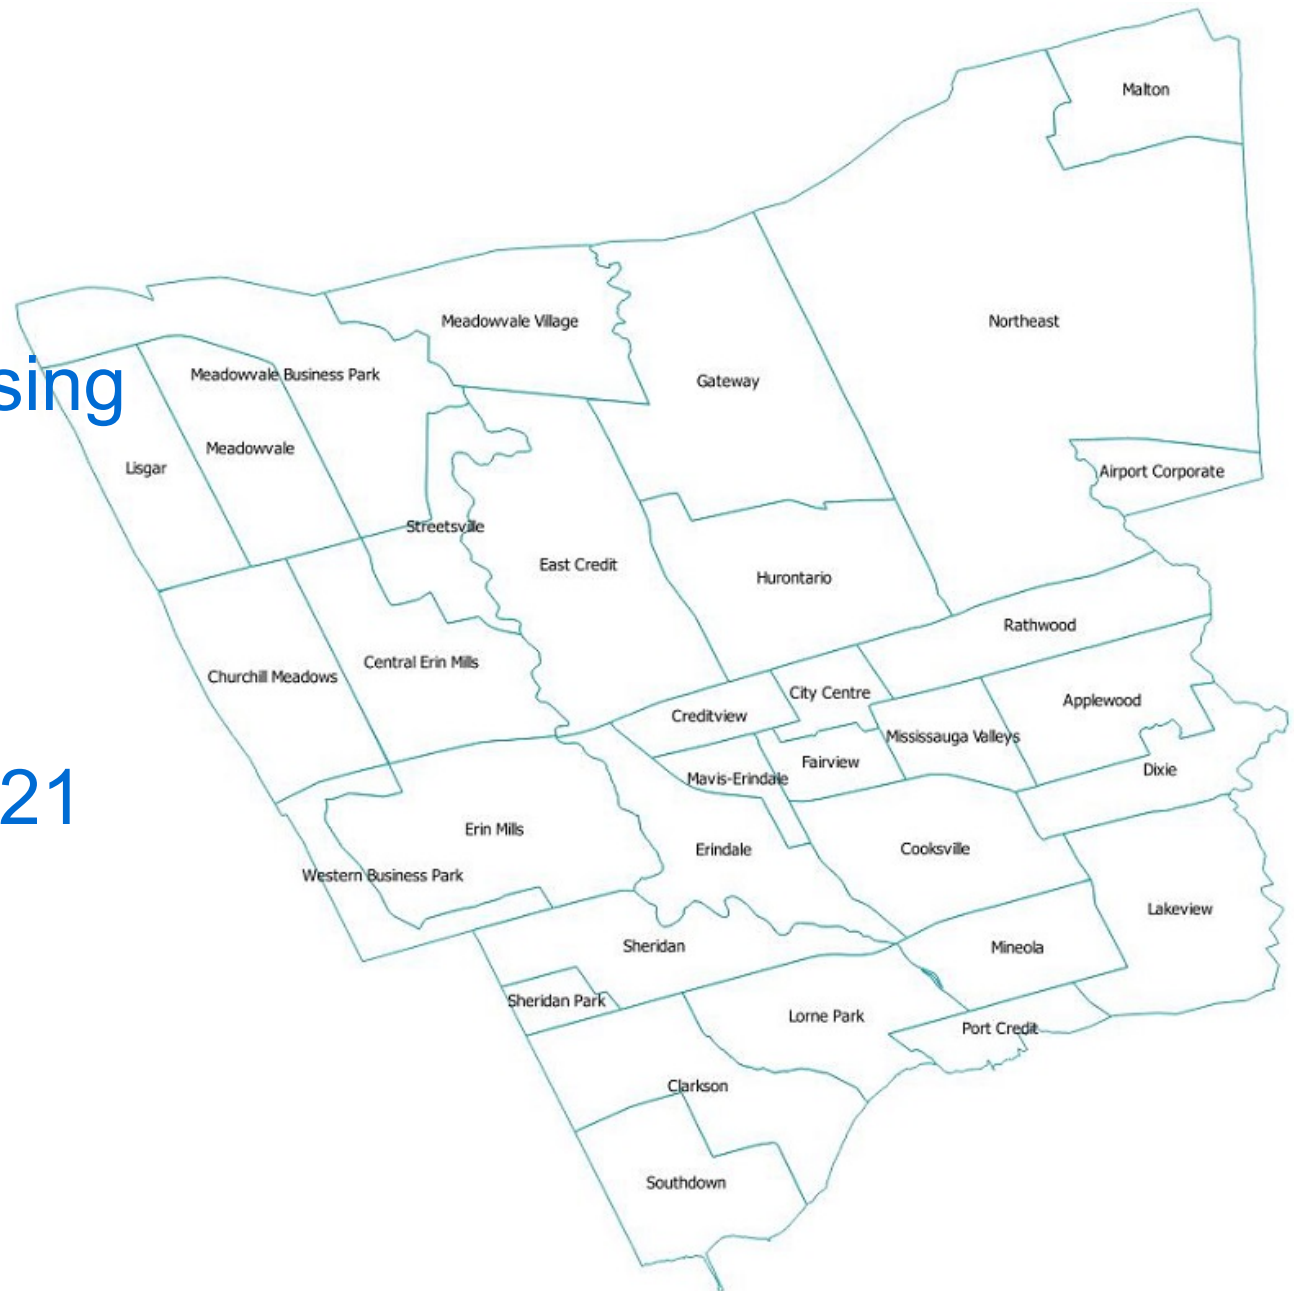 Malton
Meadowvale Village
Northeast
sing
Meadowvale Business Park
Gateway
Meadowvale
Lisgar
Airport Corporate
Streetsville
East Credit
Hurontario
Rathwood
Central Erin Mills
Churchill Meadows
City Centre
Applewood
Creditview
Mississauga Valleys
Fairview
Dixie
Mavis-Erindale
21
Erin Mills
Erindale
Cooksville
Western Business Park
Lakeview
Sheridan
Mineola
Sheridan Park
Lorne Park
Port Credit
Clarkson
Southdown